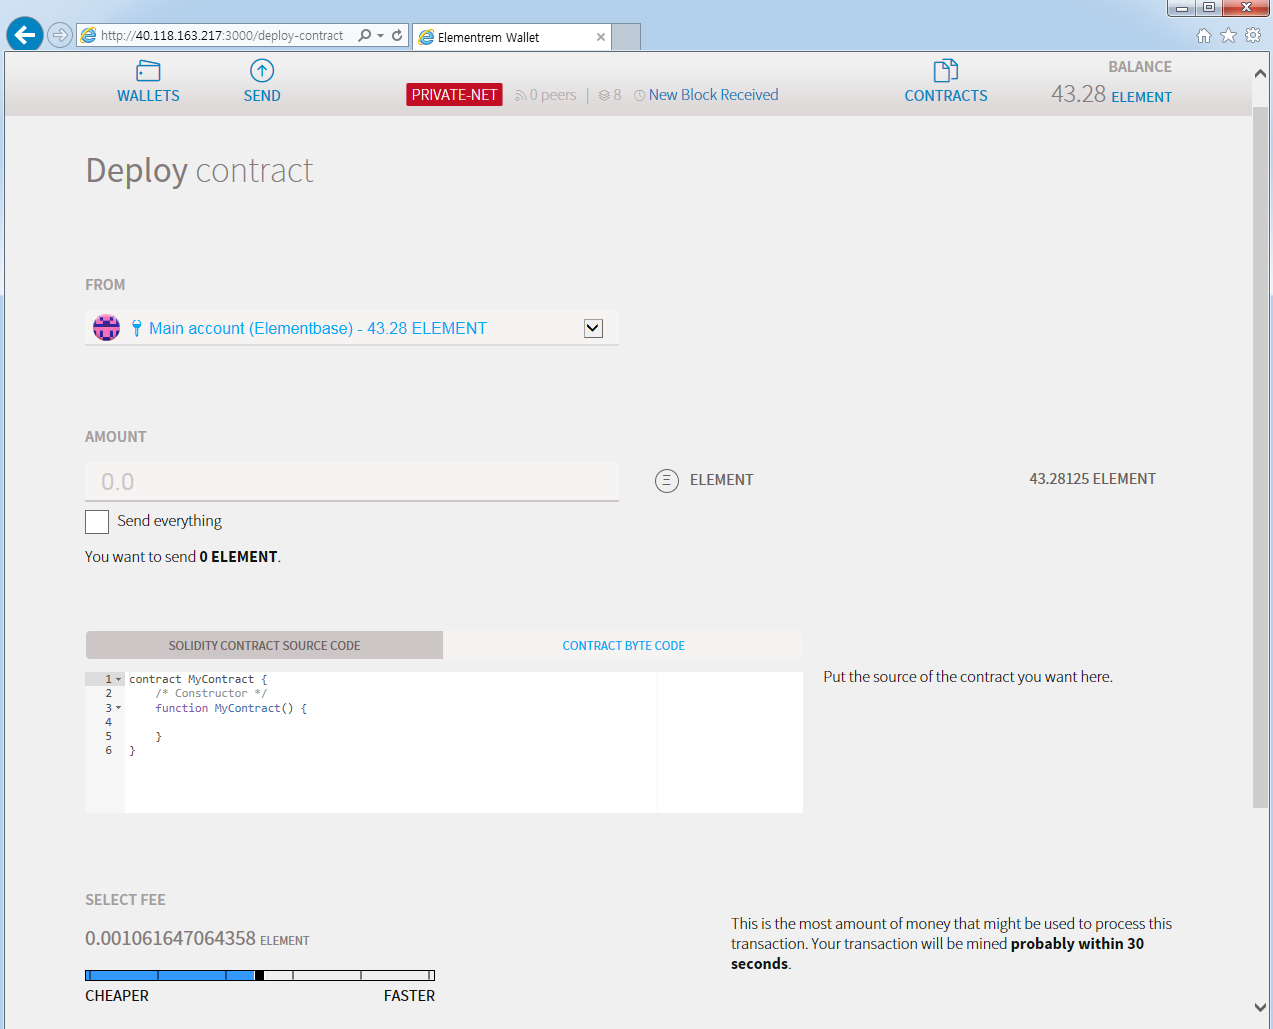 http://40.118.163.217:3000/deploy-contract
Elementrem Wallet
WALLETS
SEND
PRIVATE-NET 0 peers | 8 New Block Received
CONTRACTS
BALANCE
43.28 ELEMENT
Deploy contract
FROM
Main account (Elementbase) - 43.28 ELEMENT
AMOUNT
0.0
ELEMENT
43.28125 ELEMENT
Send everything
You want to send 0 ELEMENT.
SOLIDITY CONTRACT SOURCE CODE
CONTRACT BYTE CODE
1 contract MyContract {
2 /* Constructor */
3 function MyContract() {
4
5 }
6 }
Put the source of the contract you want here.
SELECT FEE
0.001061647064358 ELEMENT
CHEAPER
FASTER
This is the most amount of money that might be used to process this
transaction. Your transaction will be mined probably within 30
seconds.